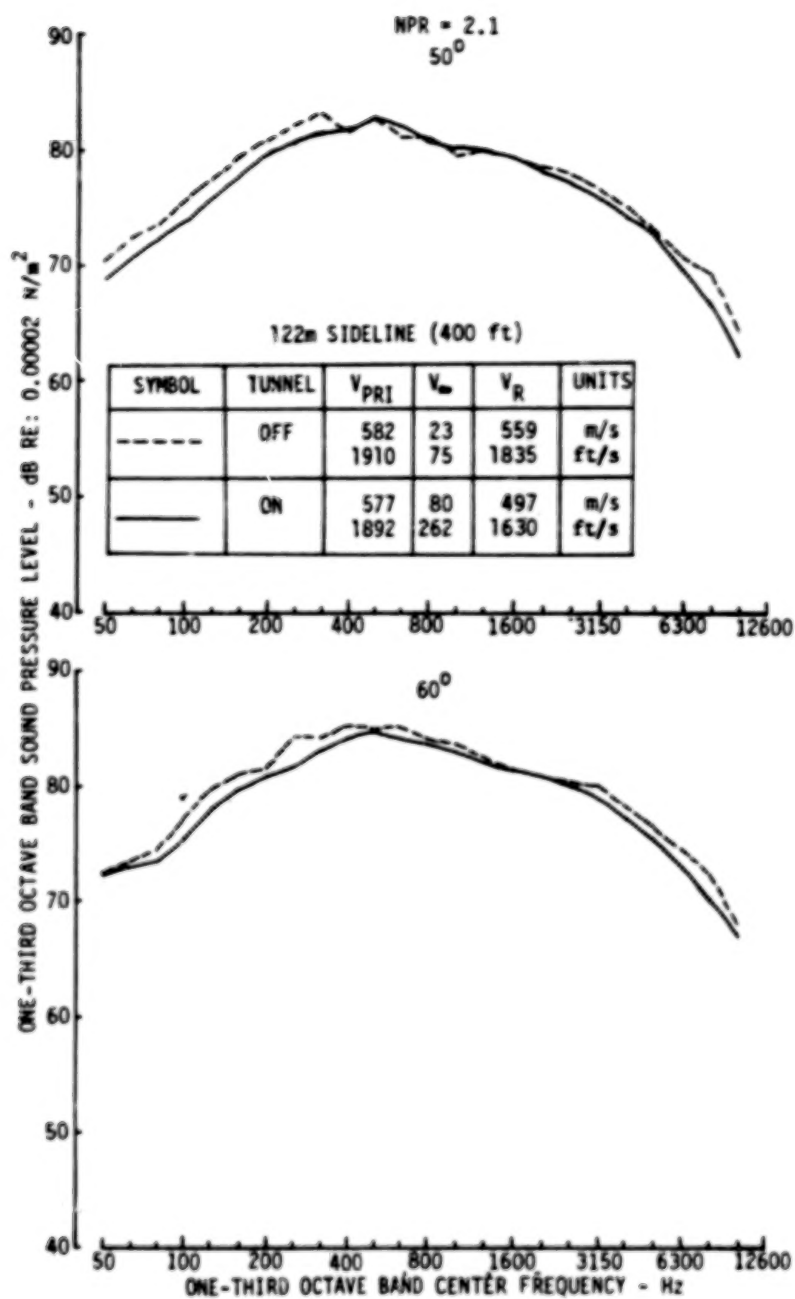 NPR = 2.1
50°
90
80
70
60
50
40
122m SIDELINE (400 ft)
SYMBOL TUNNEL V_PRI V_∞ V_R UNITS
OFF 582 23 559 m/s
1910 75 1835 ft/s
ON 577 80 497 m/s
1892 262 1630 ft/s
50 100 200 400 800 1600 3150 6300 12600
60°
90
80
70
60
50
40
50 100 200 400 800 1600 3150 6300 12600
ONE-THIRD OCTAVE BAND CENTER FREQUENCY - Hz
ONE-THIRD OCTAVE BAND SOUND PRESSURE LEVEL - dB RE: 0.00002 N/m²